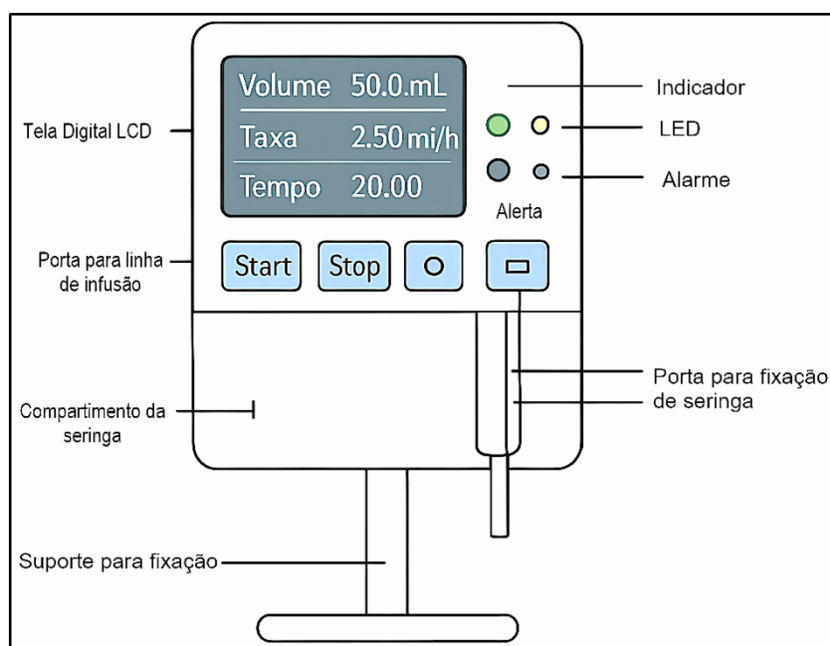 Volume 50.0.mL
Taxa 2.50 mi/h
Tempo 20.00
Tela Digital LCD
Indicador
LED
Alarme
Alerta
Start Stop
Porta para linha
de infusão
Compartimento da
seringa
Porta para fixação
de seringa
Suporte para fixação